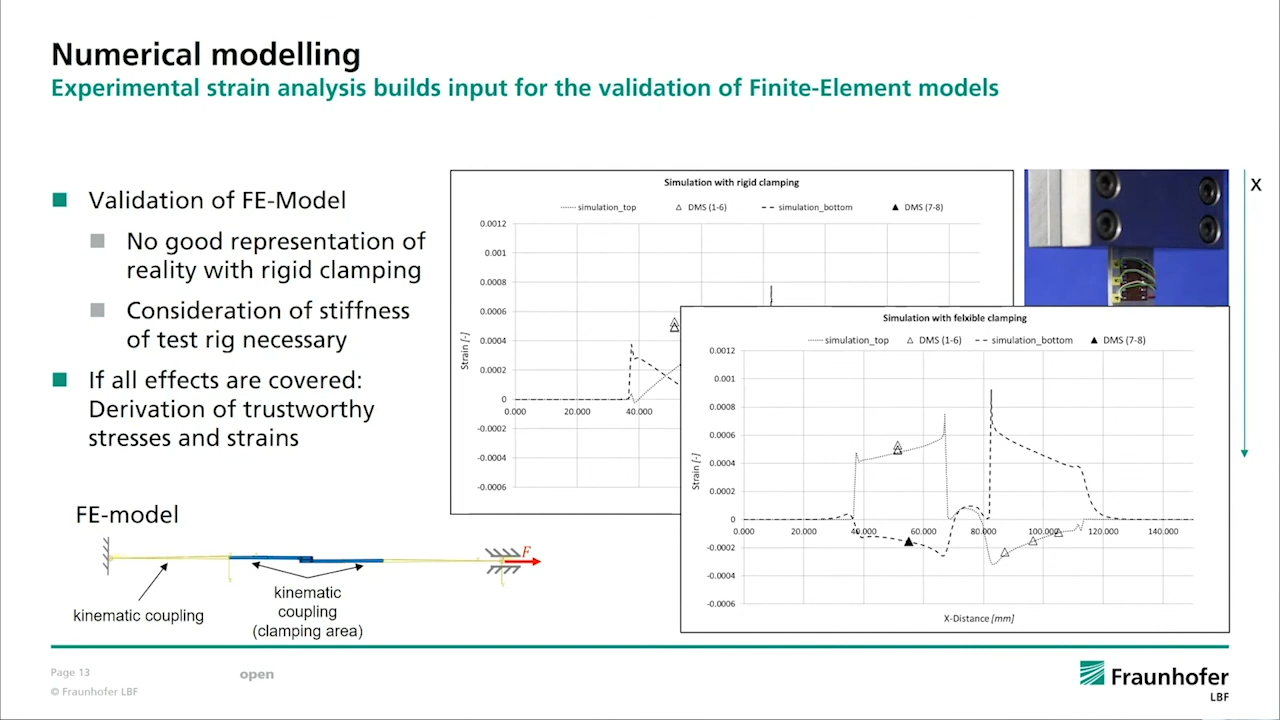 Numerical modelling
Experimental strain analysis builds input for the validation of Finite-Element models
Validation of FE-Model
No good representation of
reality with rigid clamping
Consideration of stiffness
of test rig necessary
If all effects are covered:
Derivation of trustworthy
stresses and strains
FE-model
F
kinematic coupling
kinematic
coupling
(clamping area)
Simulation with rigid clamping
simulation_top DMS (1-6) simulation_bottom DMS (7-8)
0.0012
0.001
0.0008
0.0006
0.0004
0.0002
0
-0.0002
-0.0004
-0.0006
Strain [-]
0.000 20.000 40.000
x
Simulation with felxible clamping
simulation_top DMS (1-6) simulation_bottom DMS (7-8)
0.0012
0.001
0.0008
0.0006
0.0004
0.0002
0
-0.0002
-0.0004
-0.0006
Strain [-]
0.000 20.000 40.000 60.000 80.000 100.000 120.000 140.000
X-Distance [mm]
Page 13
open
© Fraunhofer LBF
Fraunhofer
LBF